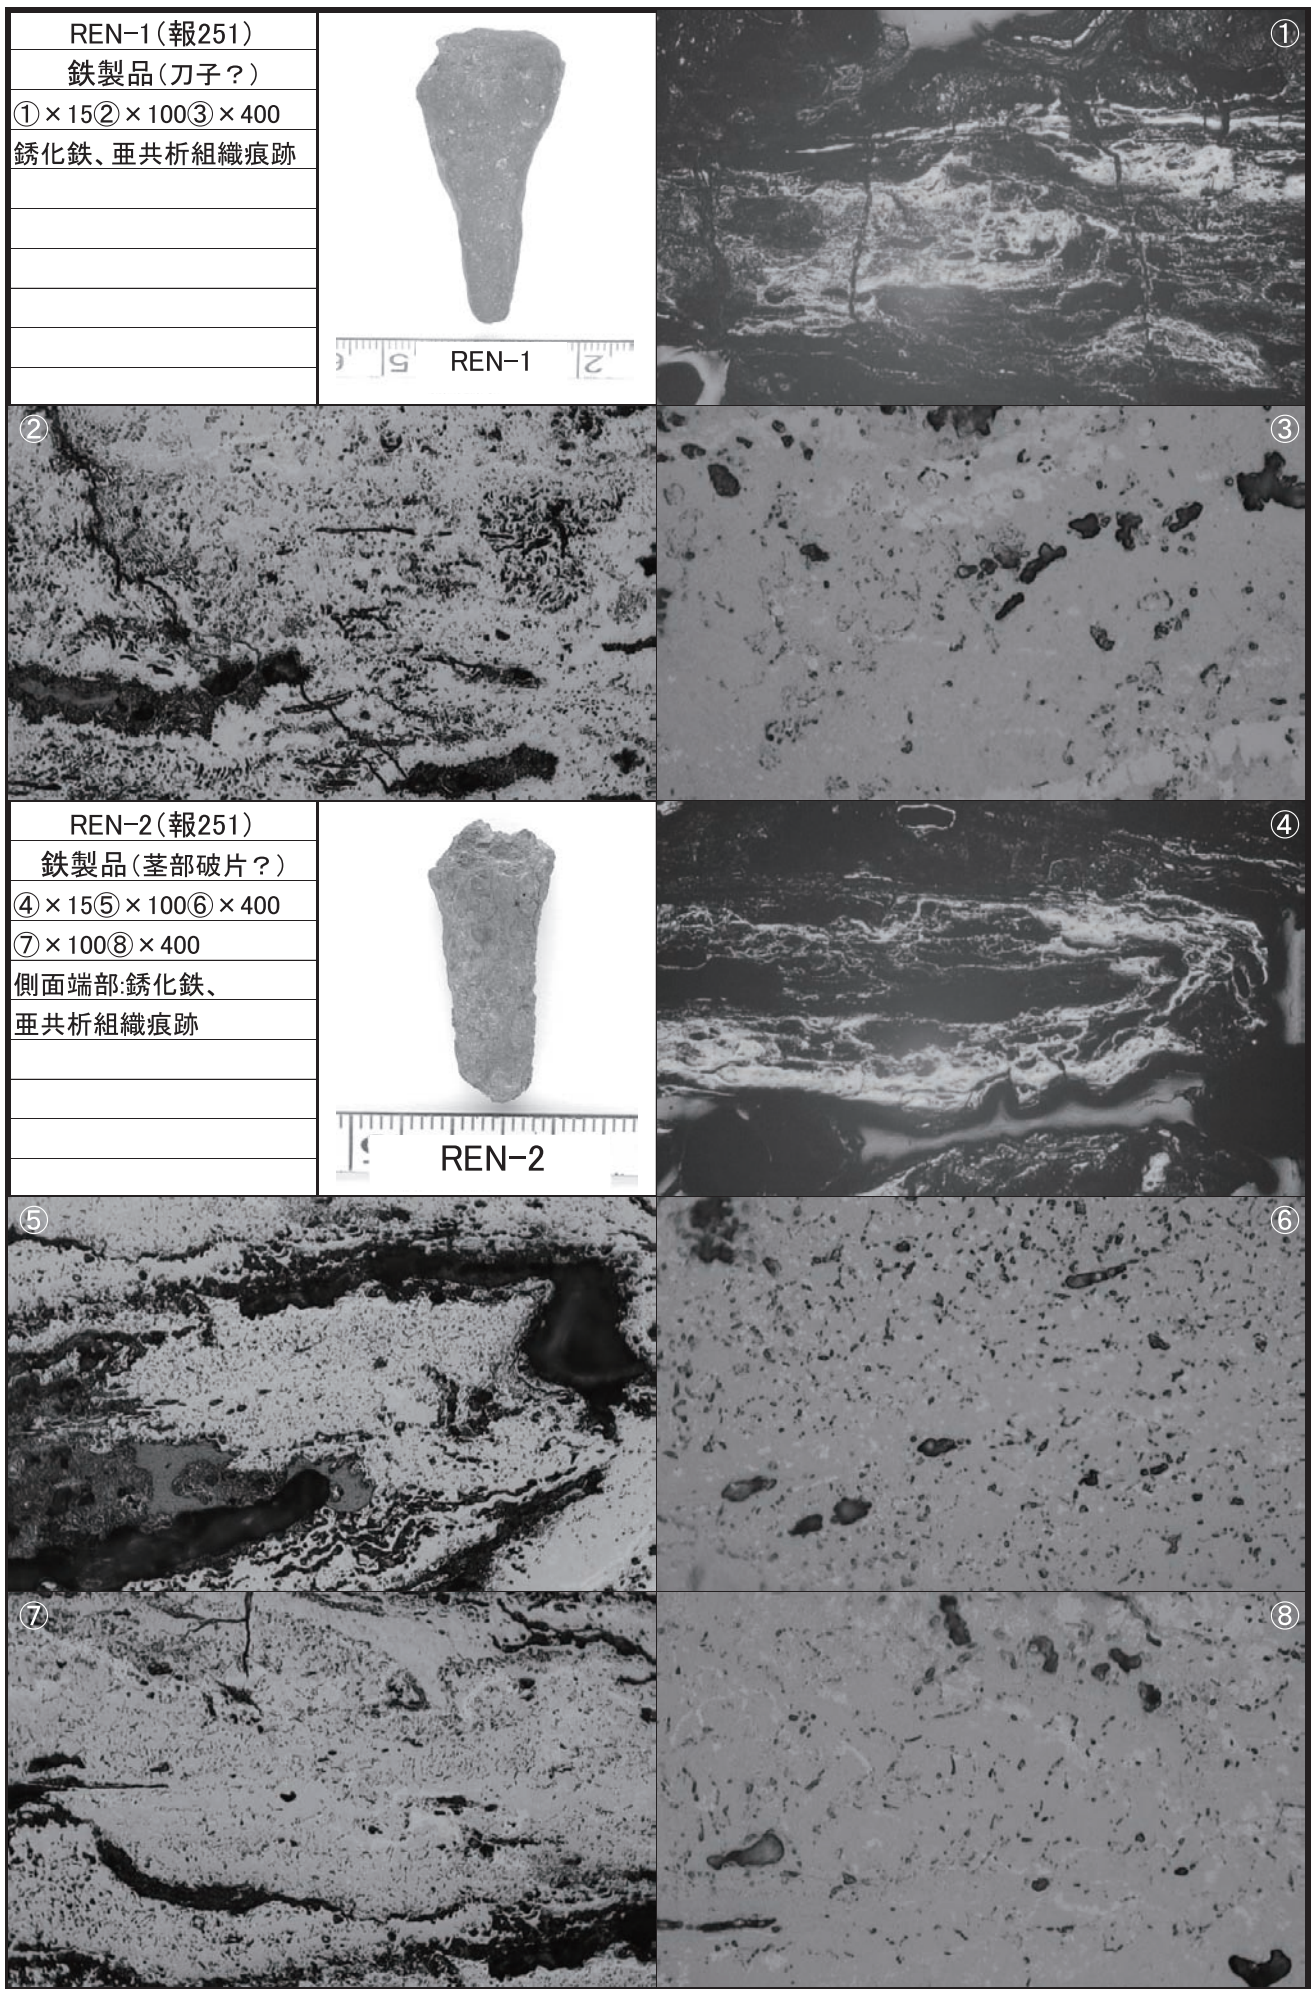 REN-1(報251)
鉄製品(刀子?)
①×15②×100③×400
銹化鉄、亜共析組織痕跡
5
REN-1
2
①
②
③
REN-2(報251)
鉄製品(茎部破片?)
④×15⑤×100⑥×400
⑦×100⑧×400
側面端部:銹化鉄、
亜共析組織痕跡
REN-2
④
⑤
⑥
⑦
⑧